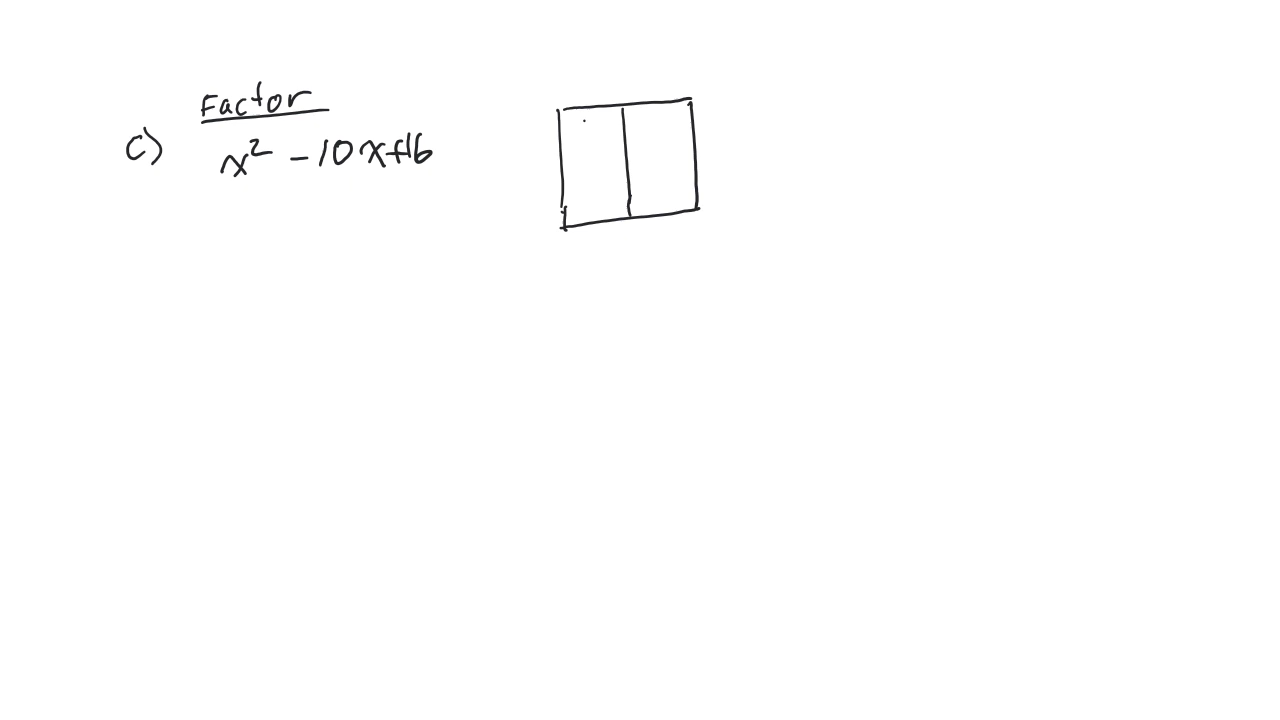 Factor
c) x² - 10x+16